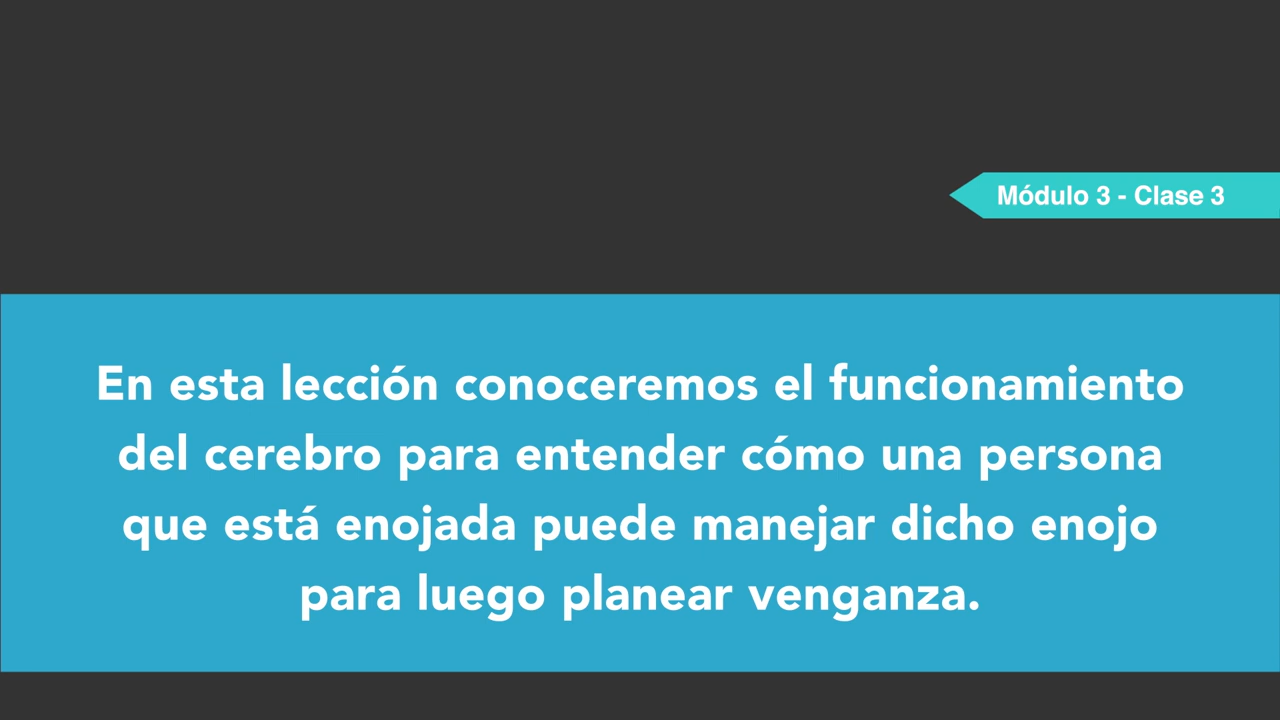 Módulo 3 - Clase 3
En esta lección conoceremos el funcionamiento
del cerebro para entender cómo una persona
que está enojada puede manejar dicho enojo
para luego planear venganza.